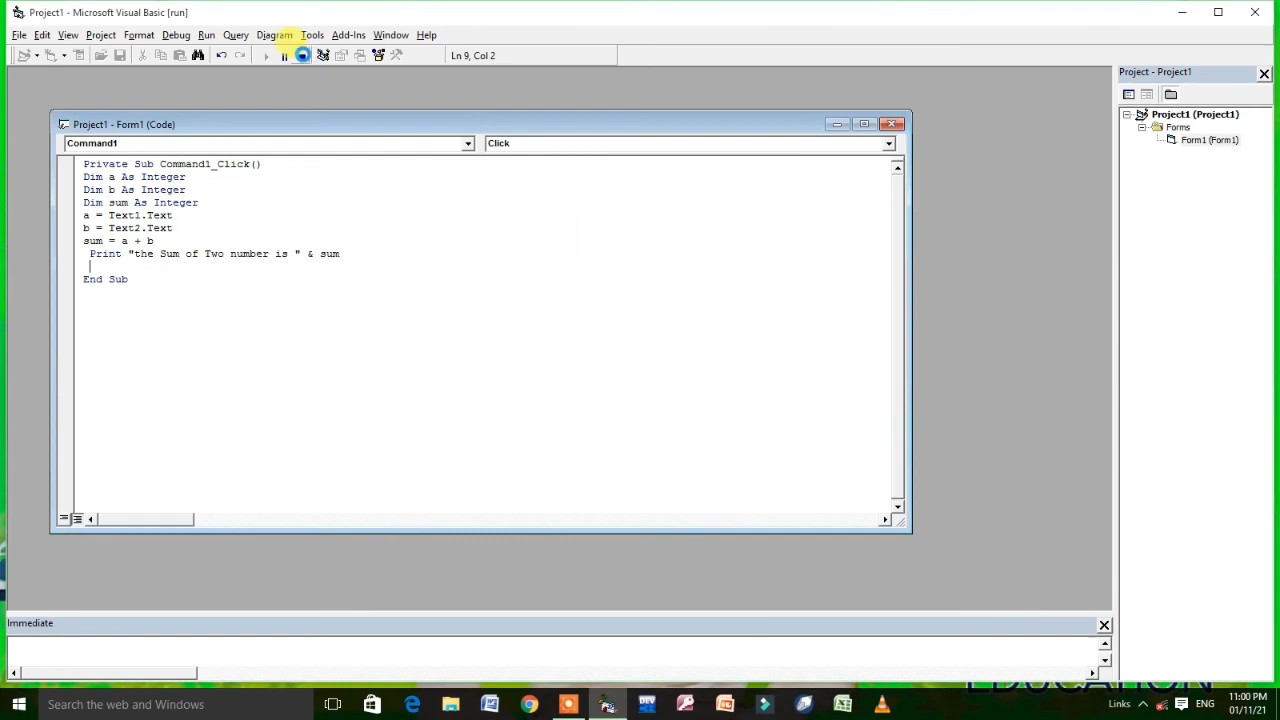 Project1 - Microsoft Visual Basic [run]
File Edit View Project Format Debug Run Query Diagram Tools Add-Ins Window Help
Ln 9, Col 2
Project - Project1
Project1 (Project1)
Forms
Form1 (Form1)
Project1 - Form1 (Code)
Command1
Click
Private Sub Command1_Click()
Dim a As Integer
Dim b As Integer
Dim sum As Integer
a = Text1.Text
b = Text2.Text
sum = a + b
Print "the Sum of Two number is " & sum
End Sub
Immediate
EDUCATION
Search the web and Windows
DEV
Links
ENG
11:00 PM
01/11/21